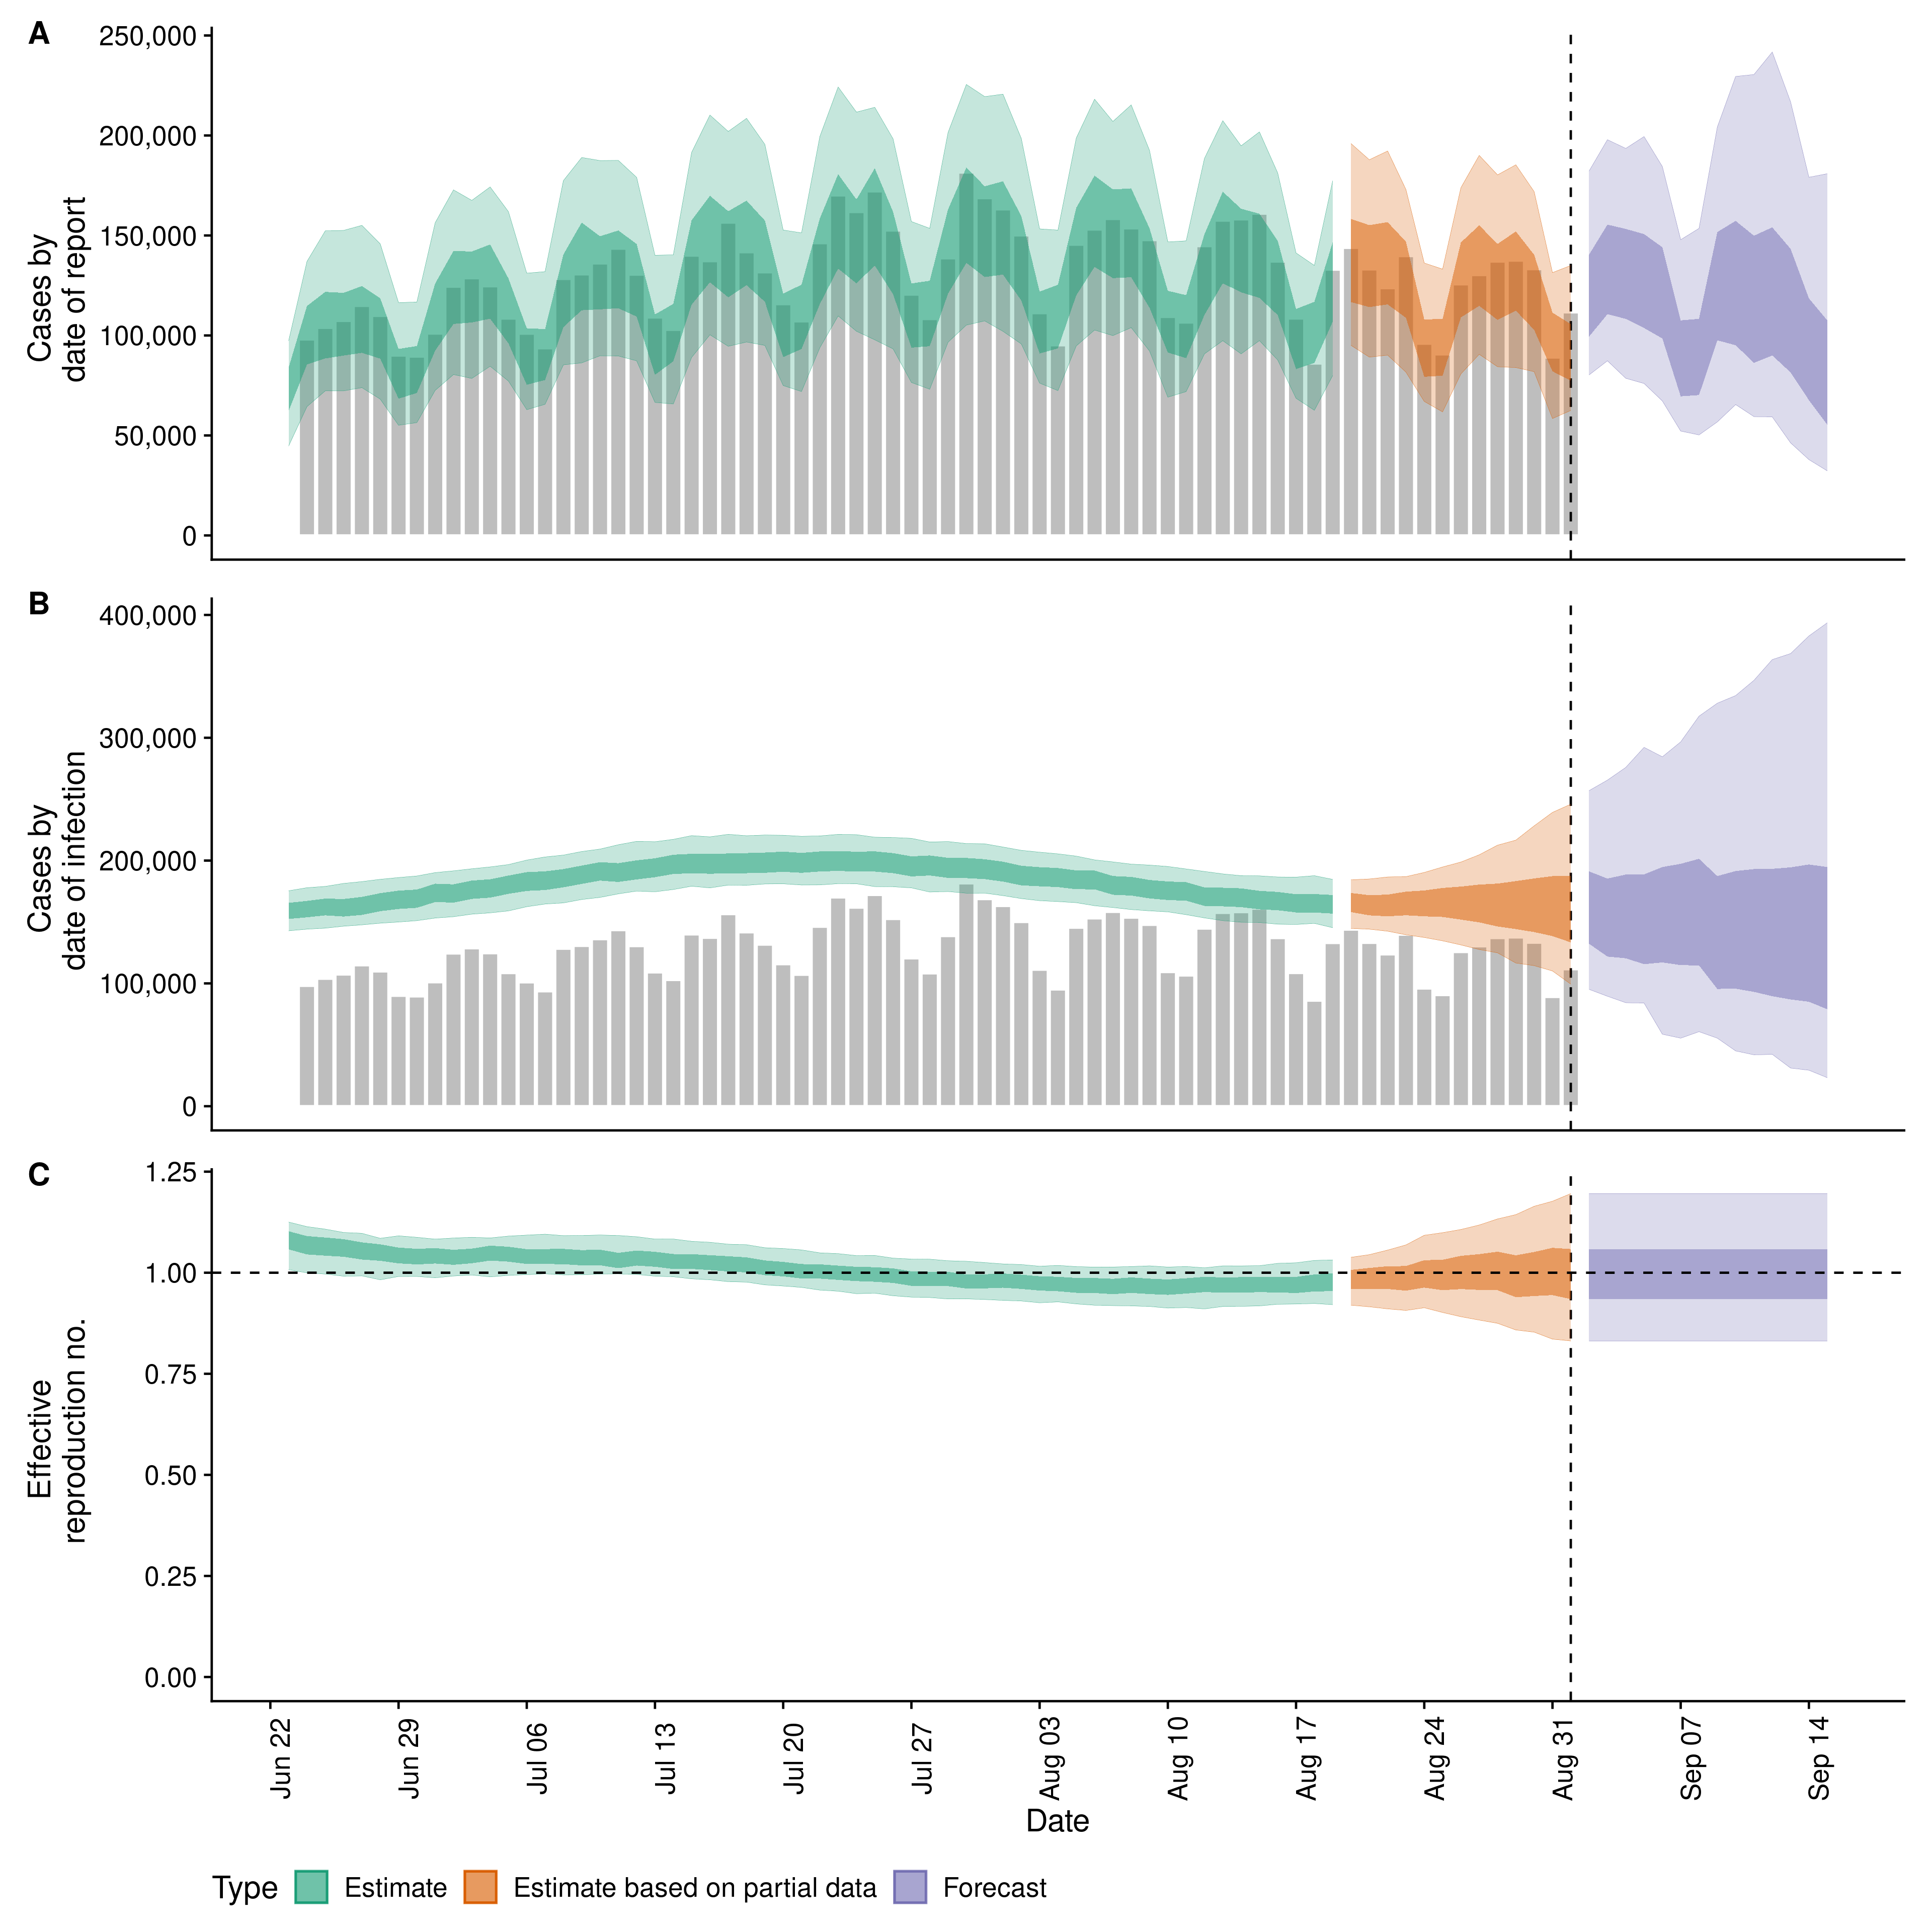 A
Cases by
date of report
250,000
200,000
150,000
100,000
50,000
0
B
Cases by
date of infection
400,000
300,000
200,000
100,000
0
C
Effective
reproduction no.
1.25
1.00
0.75
0.50
0.25
0.00
Jun 22
Jun 29
Jul 06
Jul 13
Jul 20
Jul 27
Aug 03
Aug 10
Aug 17
Aug 24
Aug 31
Sep 07
Sep 14
Date
Type
Estimate
Estimate based on partial data
Forecast